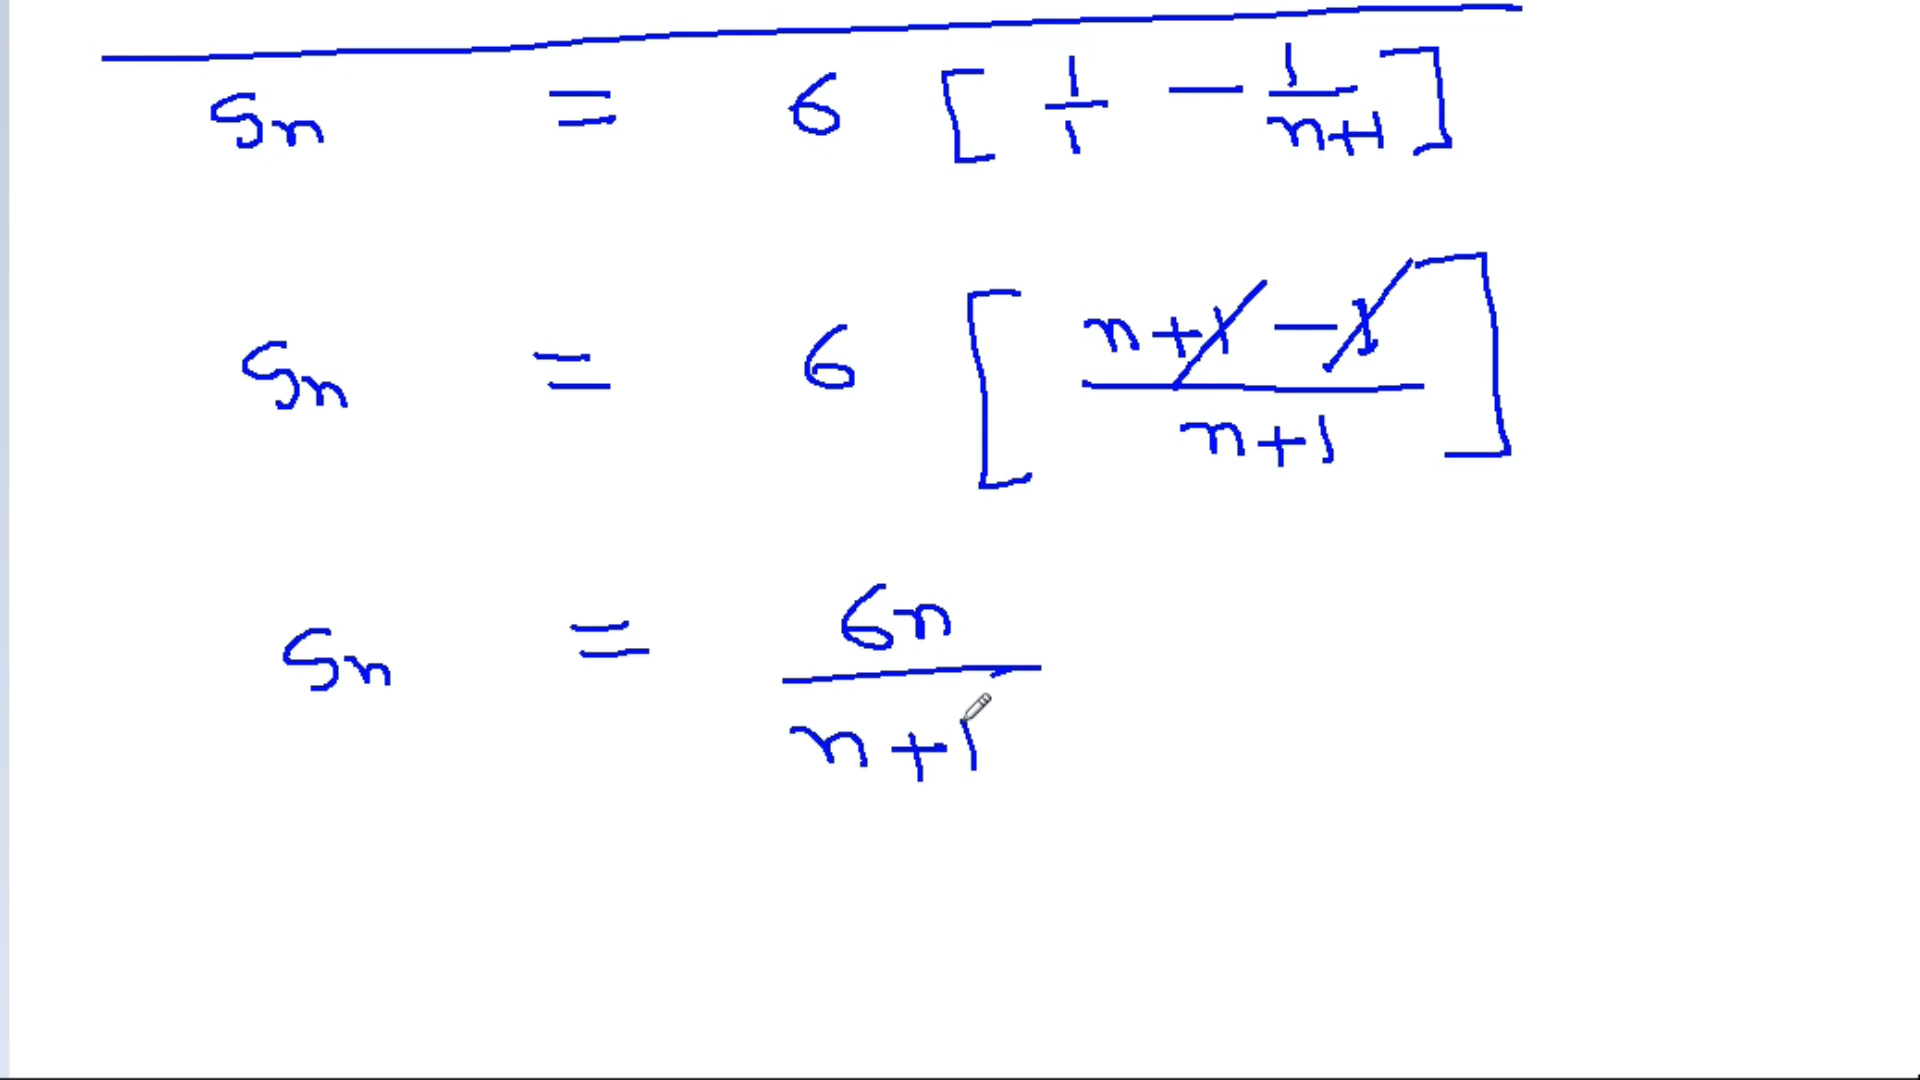 Sn = 6 [ 1/1 - 1/n+1 ]
Sn = 6 [ n+1 - 1 / n+1 ]
Sn = 6n / n+1